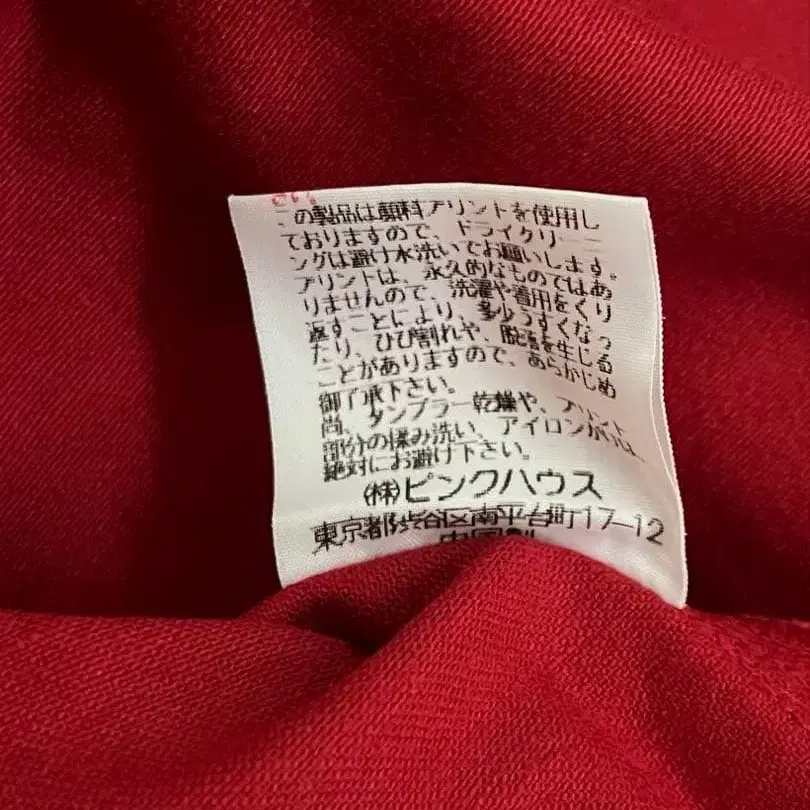 この製品は顔料プリントを使用し
ておりますので、ドライクリーニ
ングは避け水洗いでお願いします。
プリントは、永久的なものではあ
りませんので、洗濯や着用をくり
返すことにより、多少うすくなっ
たり、ひび割れや、脱落を生じる
ことがありますので、あらかじめ
御了承下さい。
尚、タンブラー乾燥や、プリント
部分の揉み洗い、アイロンがけは、
絶対にお避け下さい。
㈱ピンクハウス
東京都渋谷区南平台町17-12
中国製